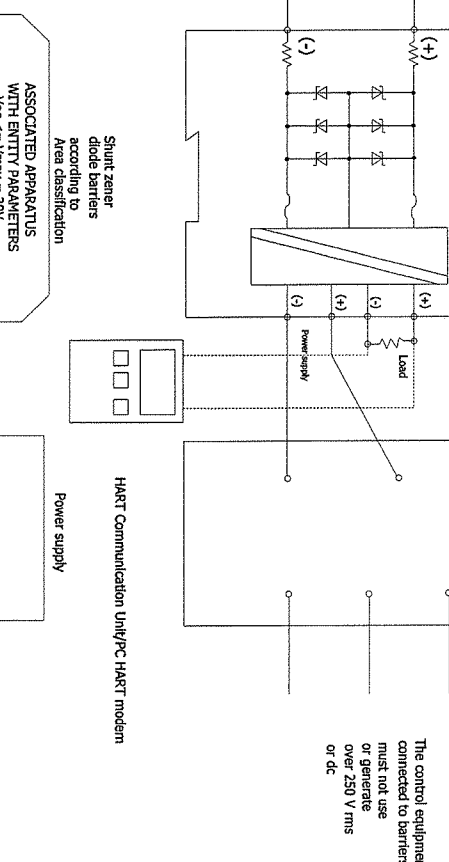 (+)
(+)
Load
(-)
(+)
(-)
(-)
Power supply
The control
connected to barriers
must not use
or generate
over 250 V rms
or dc
Shunt zener
diode barriers
according to
Area classification
HART Communication Unit/PC HART modem
ASSOCIATED APPARATUS
WITH ENTITY PARAMETERS
Power supply